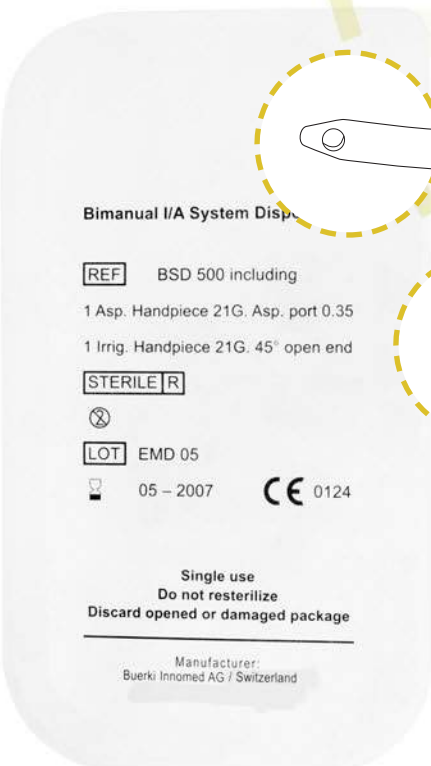 Bimanual I/A System
REF BSD 500 including
1 Asp. Handpiece 21G. Asp. port 0.35
1 Irrig. Handpiece 21G. 45° open end
STERILE R
2
LOT EMD 05
05 – 2007 CE 0124
Single use
Do not resterilize
Discard opened or damaged package
Manufacturer:
Buerki Innomed AG / Switzerland